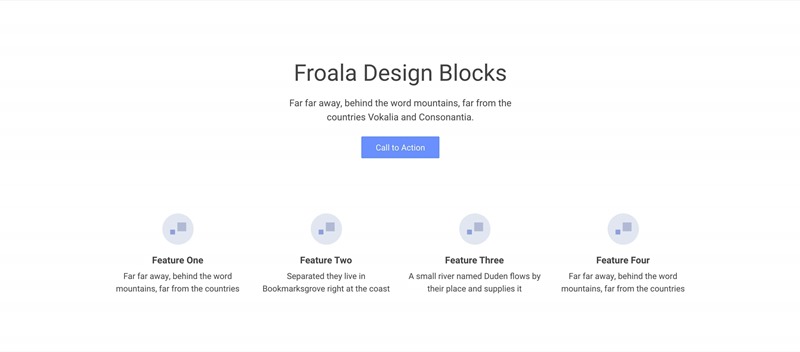 Froala Design Blocks
Far far away, behind the word mountains, far from the
countries Vokalia and Consonantia.
Call to Action
Feature One
Far far away, behind the word
mountains, far from the countries
Feature Two
Separated they live in
Bookmarksgrove right at the coast
Feature Three
A small river named Duden flows by
their place and supplies it
Feature Four
Far far away, behind the word
mountains, far from the countries